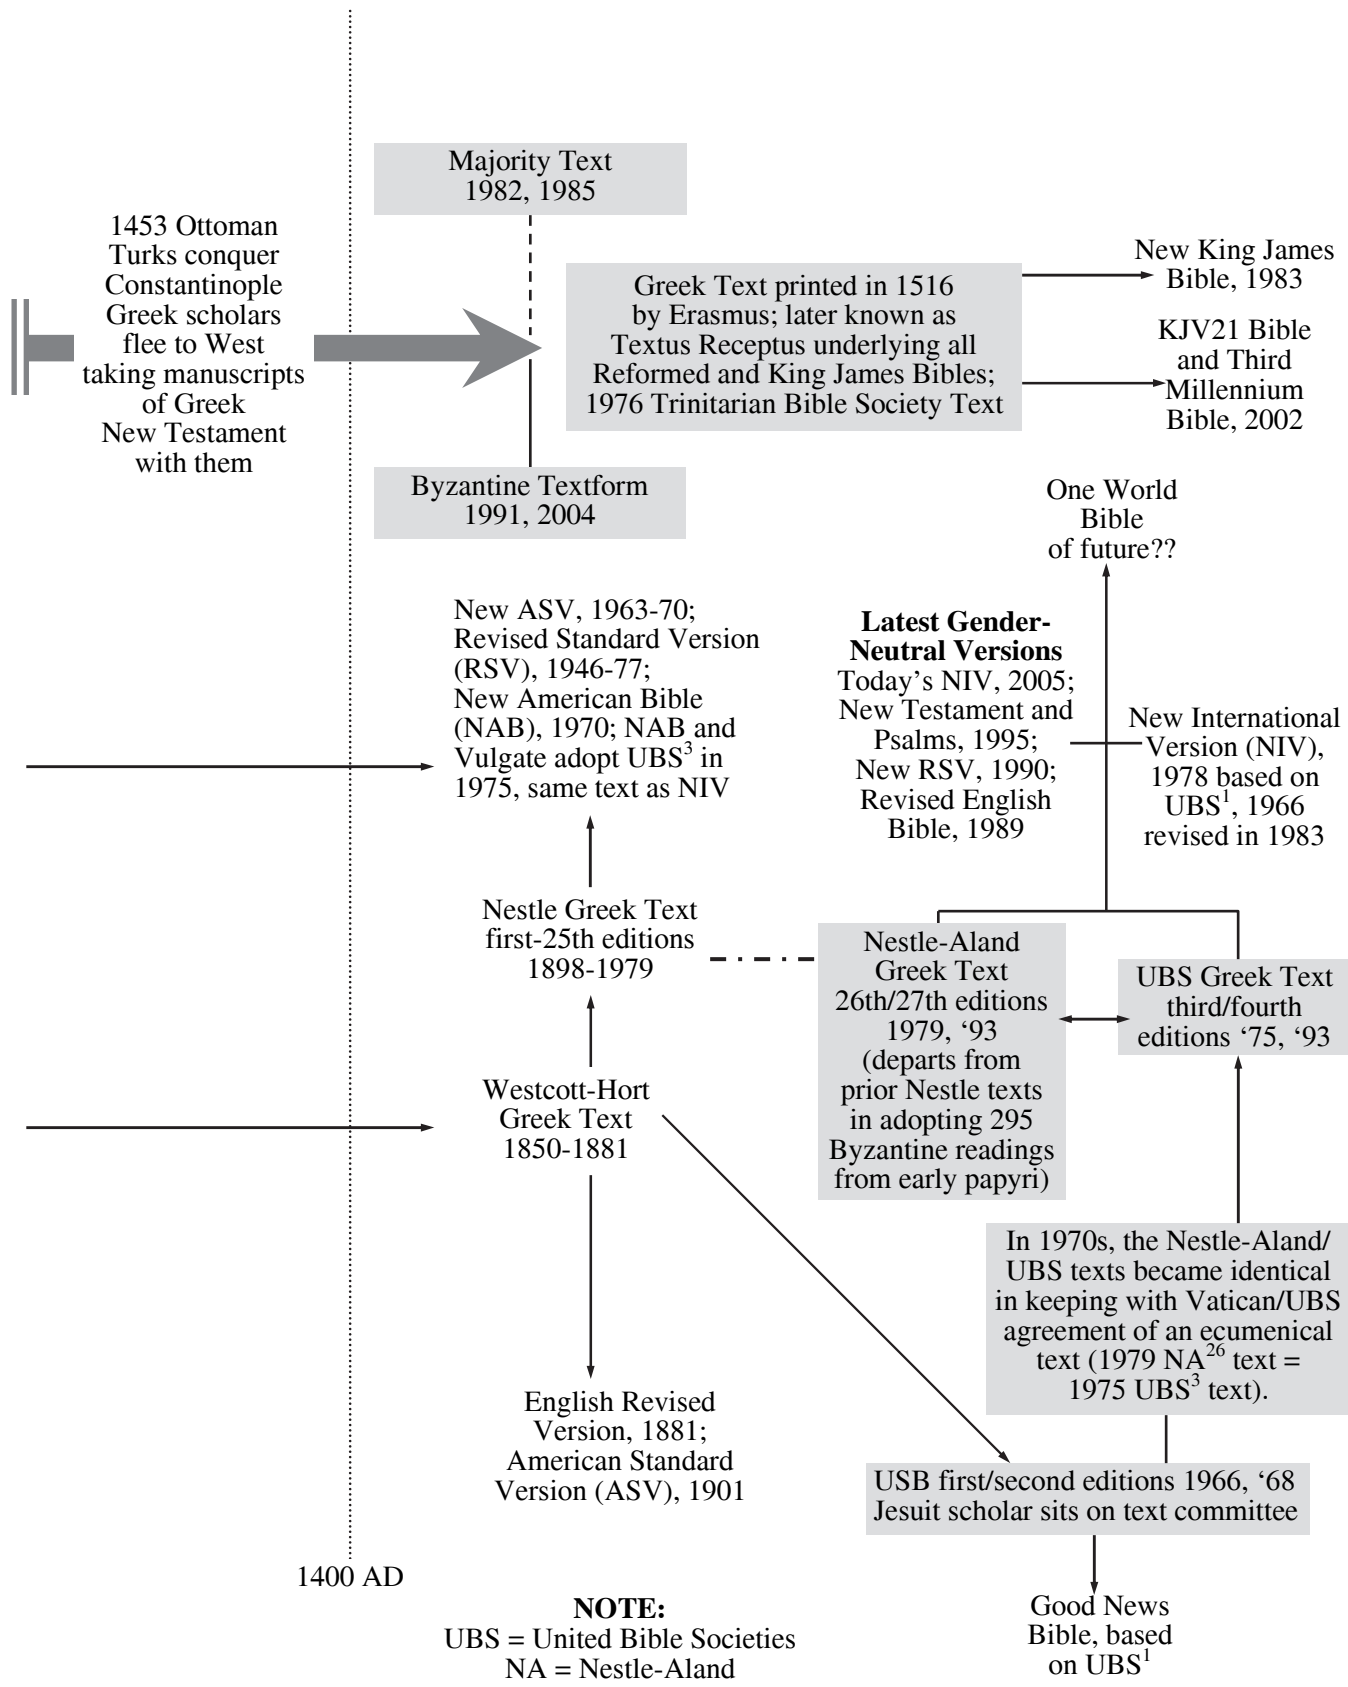 Majority Text
1982, 1985
1453 Ottoman
Turks conquer
Constantinople
Greek scholars
flee to West
taking manuscripts
of Greek
New Testament
with them
Greek Text printed in 1516
by Erasmus; later known as
Textus Receptus underlying all
Reformed and King James Bibles;
1976 Trinitarian Bible Society Text
New King James
Bible, 1983
KJV21 Bible
and Third
Millennium
Bible, 2002
Byzantine Textform
1991, 2004
One World
Bible
of future??
New ASV, 1963-70;
Revised Standard Version
(RSV), 1946-77;
New American Bible
(NAB), 1970; NAB and
Vulgate adopt UBS³ in
1975, same text as NIV
Latest Gender-
Neutral Versions
Today’s NIV, 2005;
New Testament and
Psalms, 1995;
New RSV, 1990;
Revised English
Bible, 1989
New International
Version (NIV),
1978 based on
UBS¹, 1966
revised in 1983
Nestle Greek Text
first-25th editions
1898-1979
Nestle-Aland
Greek Text
26th/27th editions
1979, ‘93
(departs from
prior Nestle texts
in adopting 295
Byzantine readings
from early papyri)
UBS Greek Text
third/fourth
editions ‘75, ‘93
Westcott-Hort
Greek Text
1850-1881
In 1970s, the Nestle-Aland/
UBS texts became identical
in keeping with Vatican/UBS
agreement of an ecumenical
text (1979 NA²⁶ text =
1975 UBS³ text).
English Revised
Version, 1881;
American Standard
Version (ASV), 1901
USB first/second editions 1966, ‘68
Jesuit scholar sits on text committee
1400 AD
NOTE:
UBS = United Bible Societies
NA = Nestle-Aland
Good News
Bible, based
on UBS¹